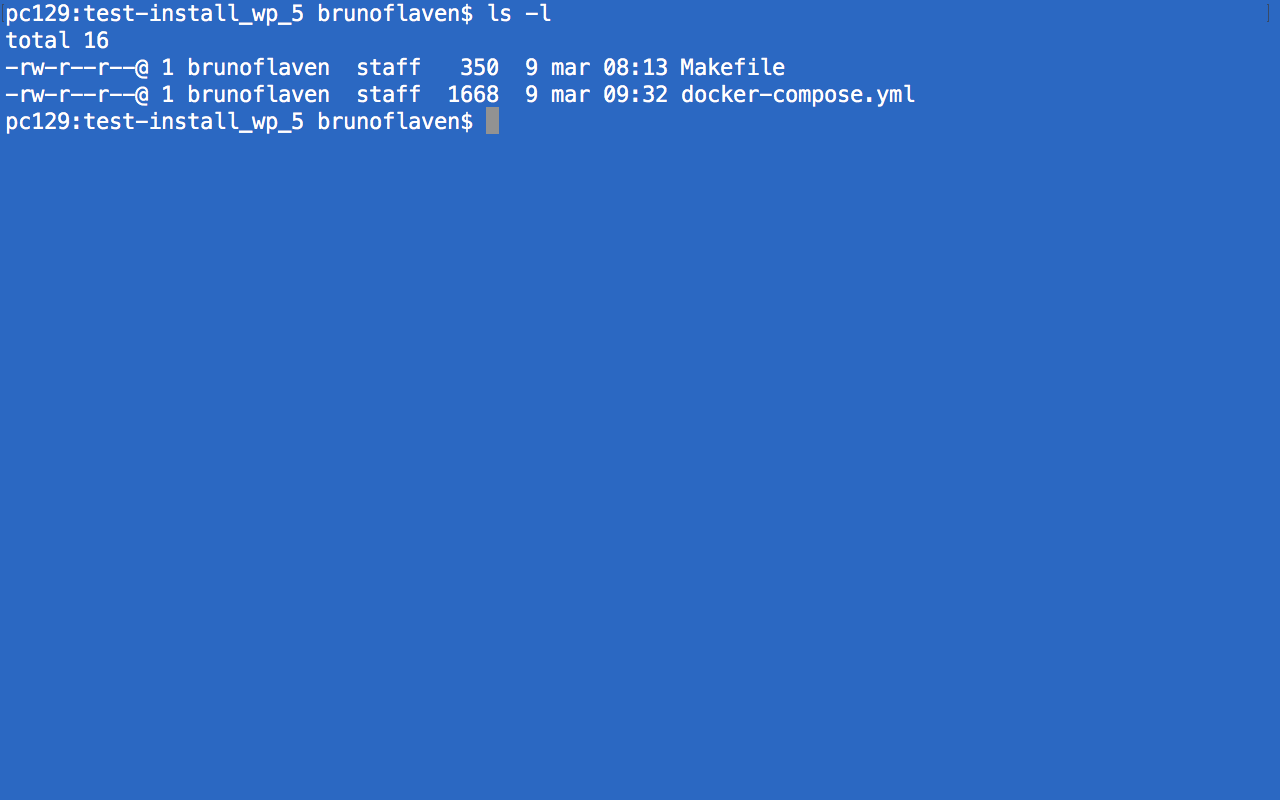 pc129:test-install_wp_5 brunoflaven$ ls -l
total 16
-rw-r--r--@ 1 brunoflaven  staff   350  9 mar 08:13 Makefile
-rw-r--r--@ 1 brunoflaven  staff  1668  9 mar 09:32 docker-compose.yml
pc129:test-install_wp_5 brunoflaven$